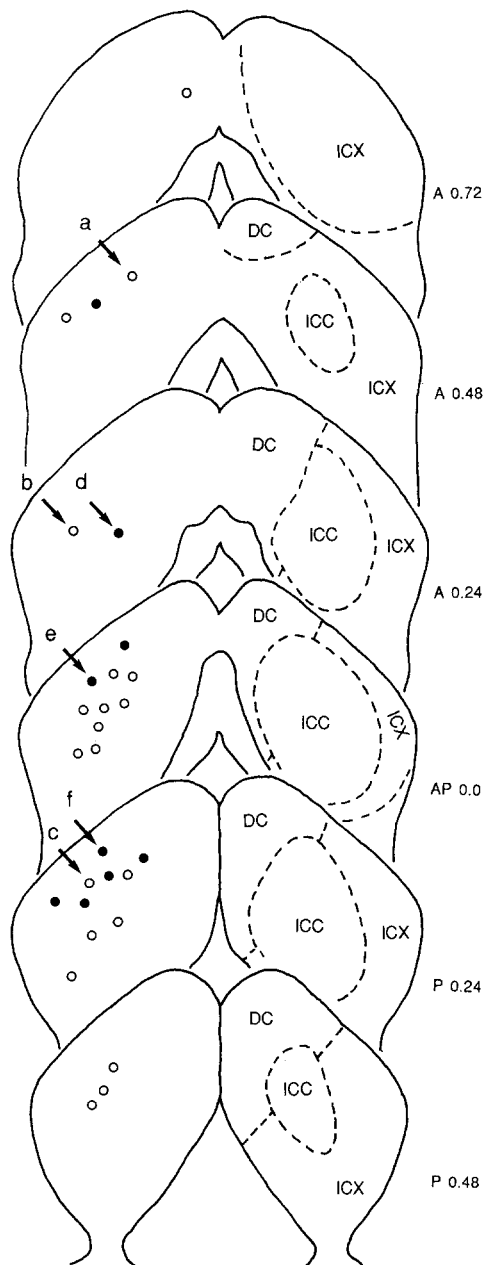 ICX
A 0.72
a
DC
ICC
ICX
A 0.48
b
d
DC
ICC
ICX
A 0.24
e
DC
ICC
ICX
AP 0.0
f
c
DC
ICC
ICX
P 0.24
DC
ICC
ICX
P 0.48